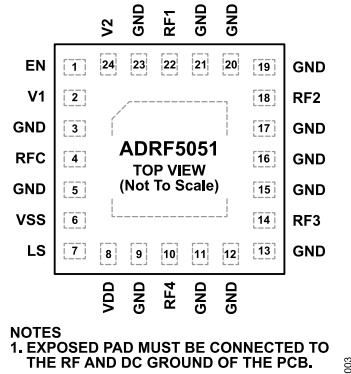 V2
GND
RF1
GND
GND
EN 1 24 23 22 21 20 19 GND
V1 2 18 RF2
GND 3 17 GND
RFC 4 16 GND
GND 5 15 GND
VSS 6 14 RF3
LS 7 8 9 10 11 12 13 GND
ADRF5051
TOP VIEW
(Not To Scale)
VDD
GND
RF4
GND
GND
NOTES
1. EXPOSED PAD MUST BE CONNECTED TO
THE RF AND DC GROUND OF THE PCB.
003